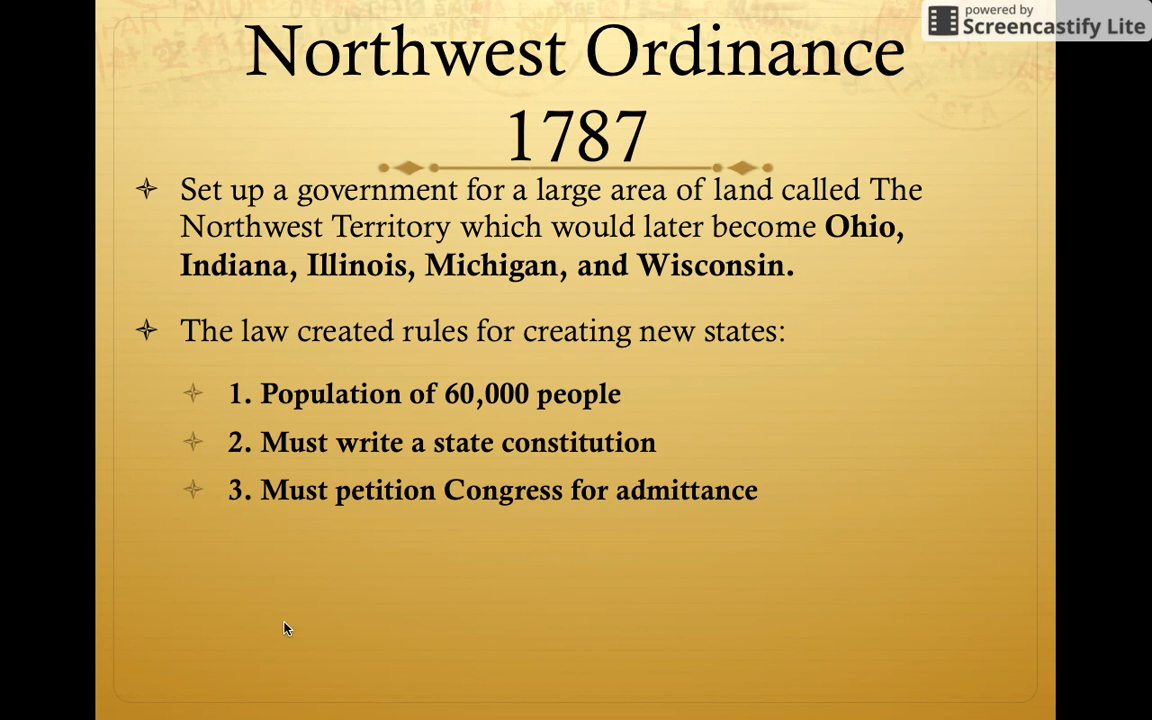 powered by
Screencastify Lite
Northwest Ordinance
1787
Set up a government for a large area of land called The
Northwest Territory which would later become Ohio,
Indiana, Illinois, Michigan, and Wisconsin.
The law created rules for creating new states:
1. Population of 60,000 people
2. Must write a state constitution
3. Must petition Congress for admittance